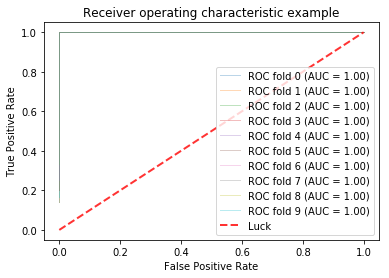 Receiver operating characteristic example
True Positive Rate
1.0
0.8
0.6
0.4
0.2
0.0
ROC fold 0 (AUC = 1.00)
ROC fold 1 (AUC = 1.00)
ROC fold 2 (AUC = 1.00)
ROC fold 3 (AUC = 1.00)
ROC fold 4 (AUC = 1.00)
ROC fold 5 (AUC = 1.00)
ROC fold 6 (AUC = 1.00)
ROC fold 7 (AUC = 1.00)
ROC fold 8 (AUC = 1.00)
ROC fold 9 (AUC = 1.00)
Luck
0.0 0.2 0.4 0.6 0.8 1.0
False Positive Rate